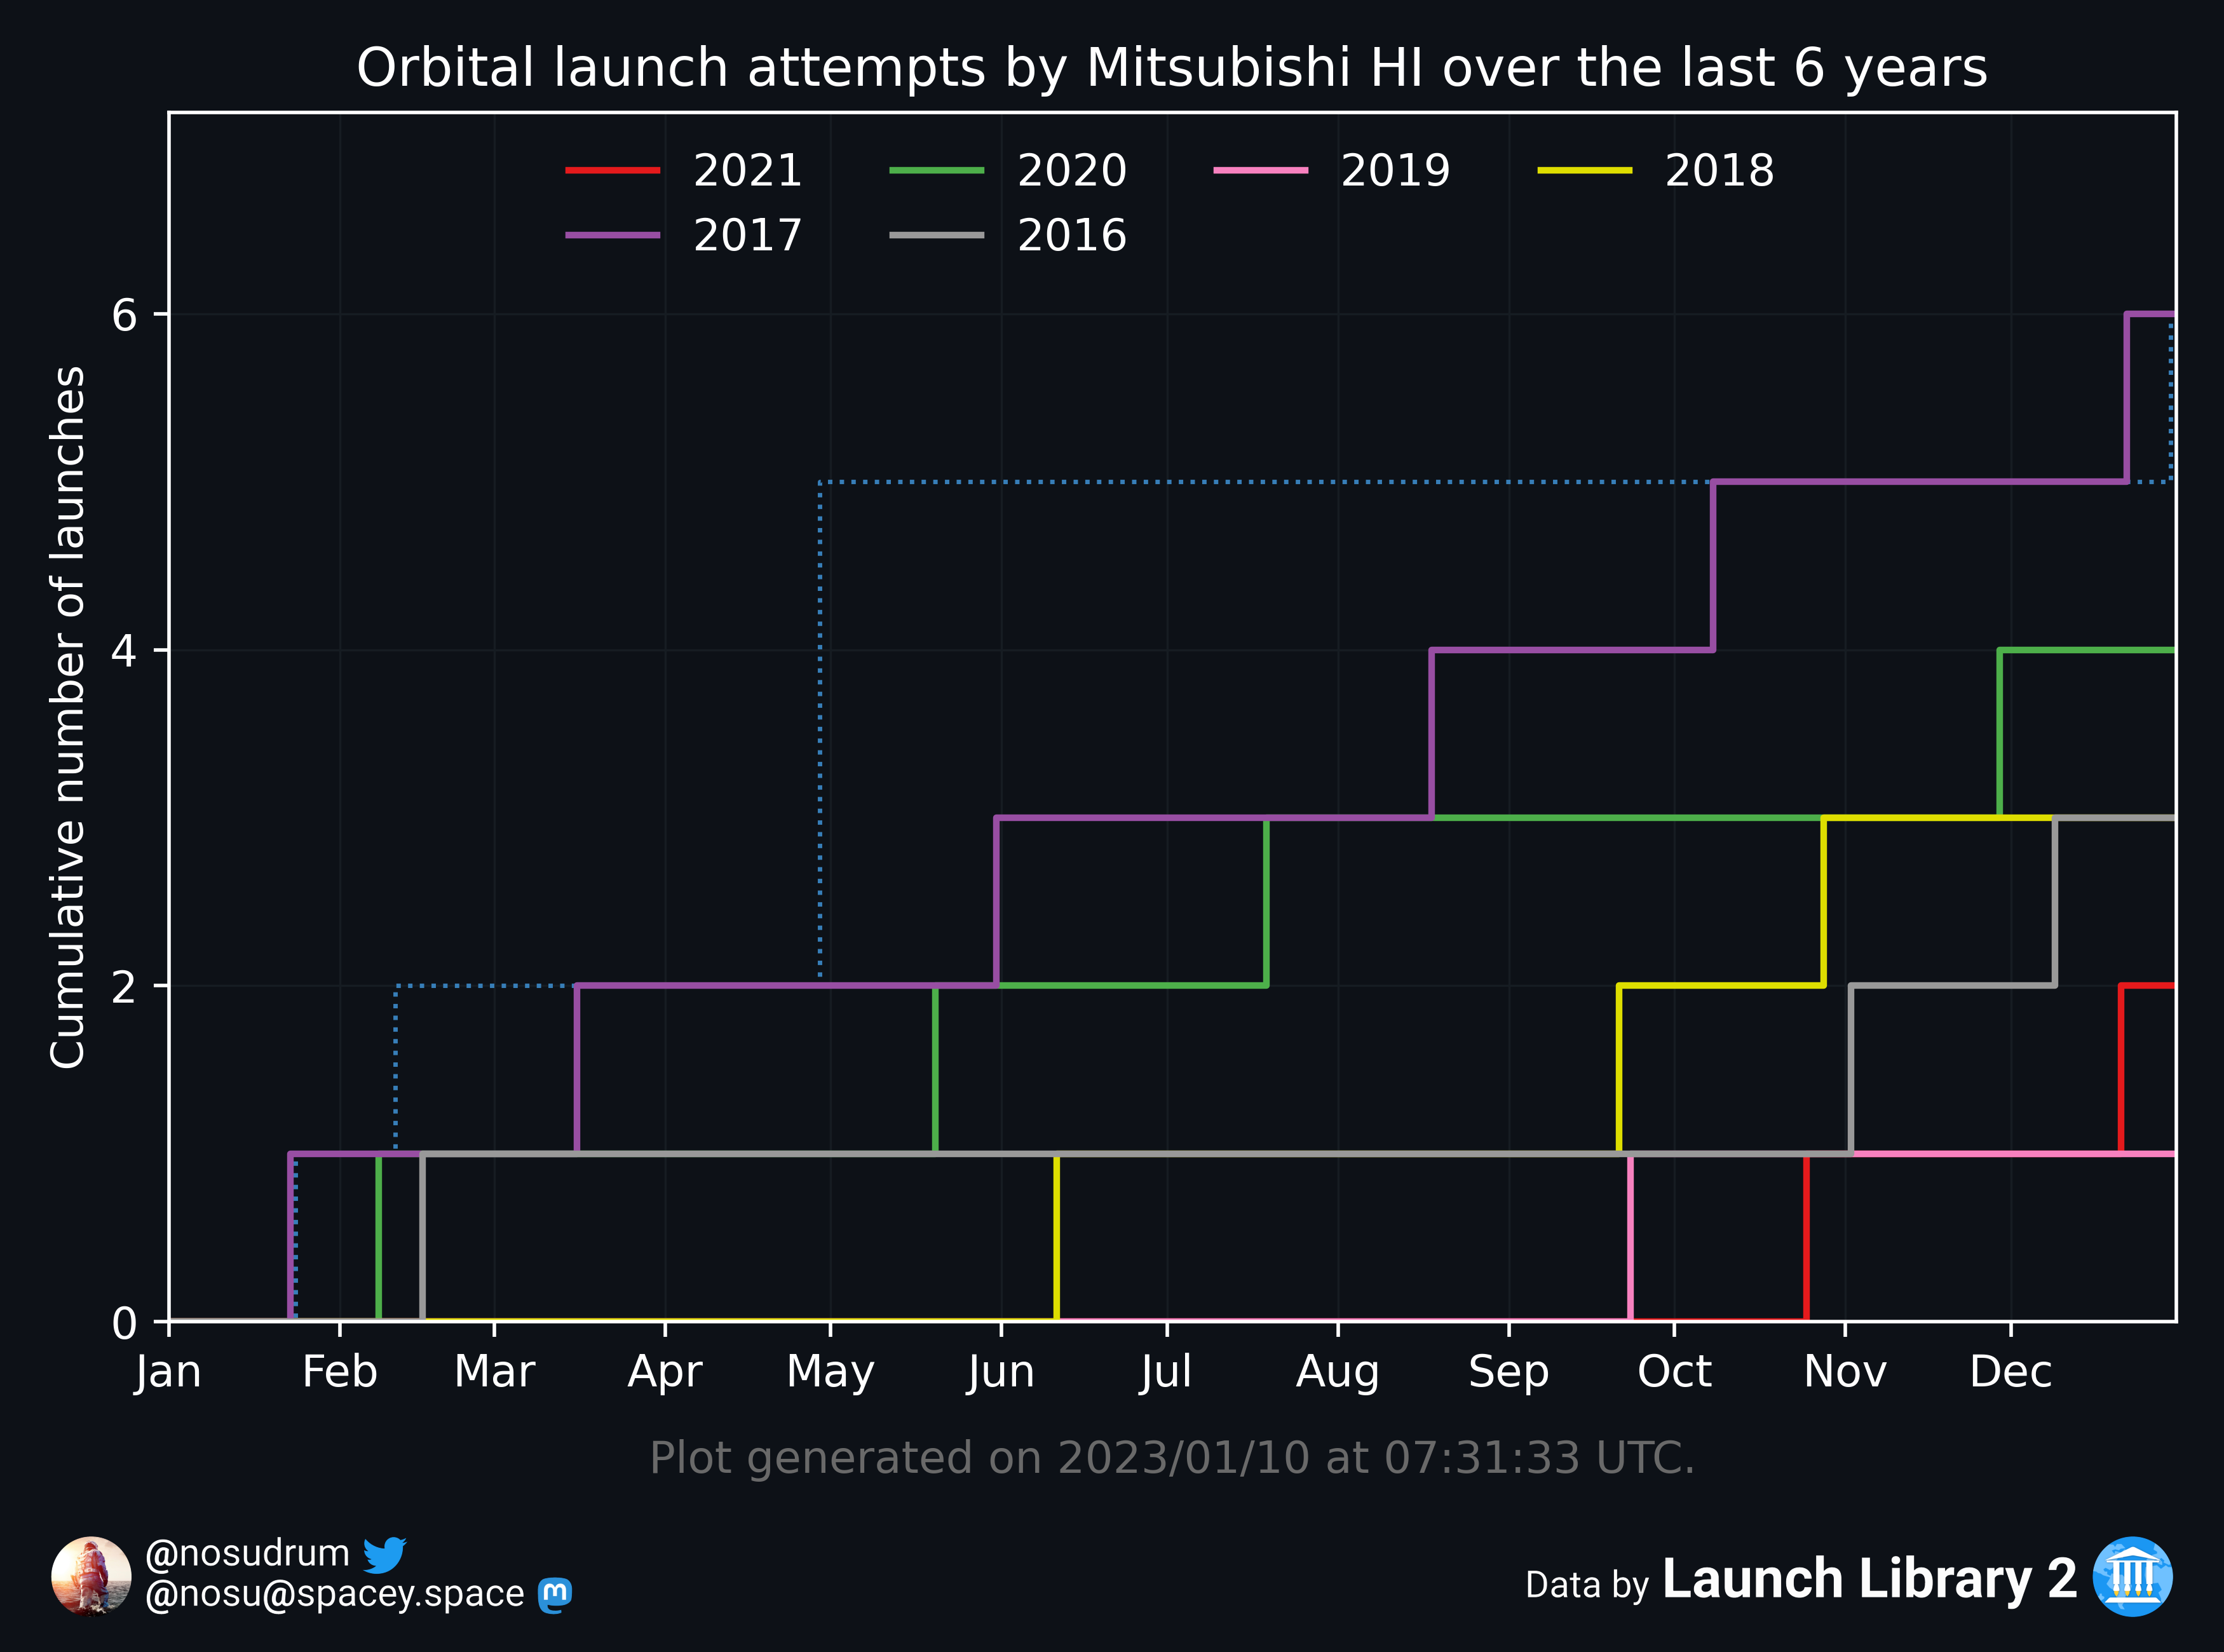 Orbital launch attempts by Mitsubishi HI over the last 6 years
2021 2020 2019 2018
2017 2016
Cumulative number of launches
6
4
2
0
Jan Feb Mar Apr May Jun Jul Aug Sep Oct Nov Dec
Plot generated on 2023/01/10 at 07:31:33 UTC.
@nosudrum
@nosu@spacey.space
Data by Launch Library 2